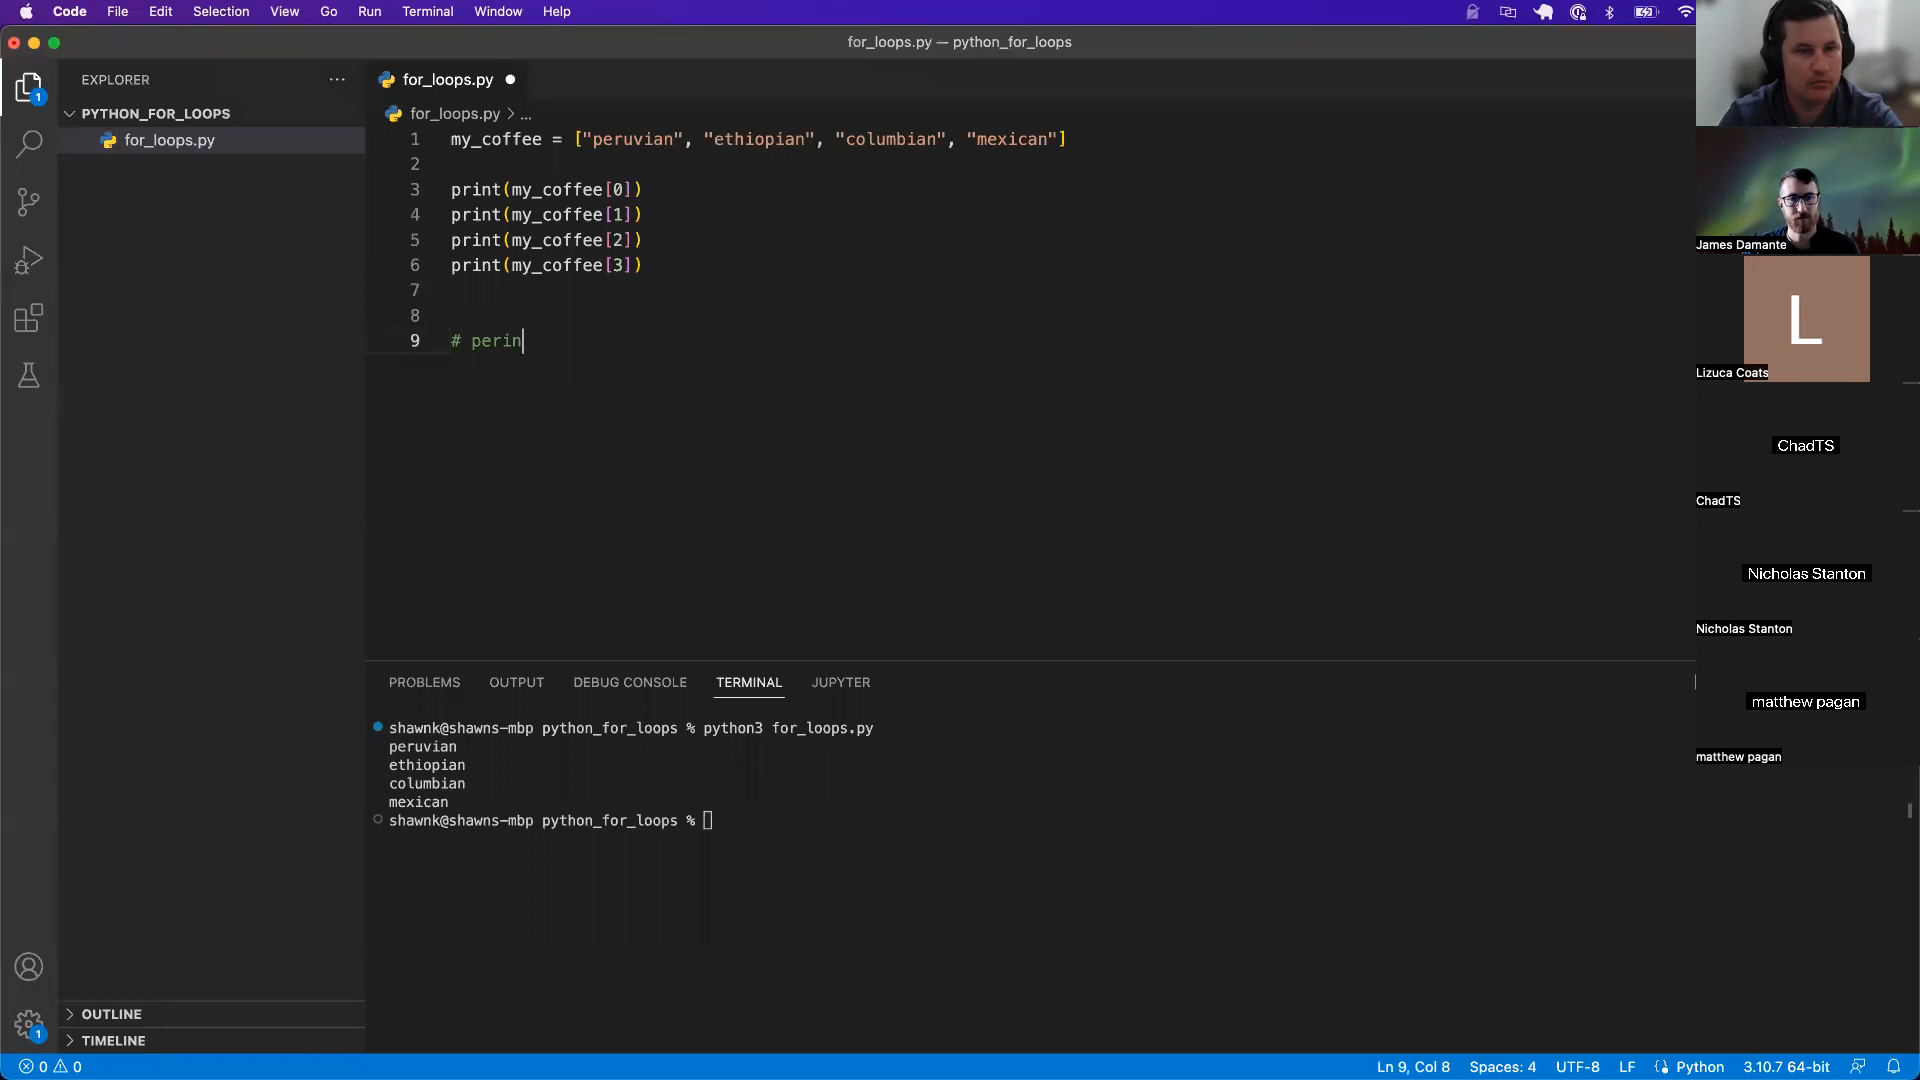 Code File Edit Selection View Go Run Terminal Window Help
for_loops.py — python_for_loops
EXPLORER
PYTHON_FOR_LOOPS
for_loops.py
OUTLINE
TIMELINE
for_loops.py
for_loops.py > ...
1 my_coffee = ["peruvian", "ethiopian", "columbian", "mexican"]
2
3 print(my_coffee[0])
4 print(my_coffee[1])
5 print(my_coffee[2])
6 print(my_coffee[3])
7
8
9 # perin
PROBLEMS OUTPUT DEBUG CONSOLE TERMINAL JUPYTER
shawnk@shawns-mbp python_for_loops % python3 for_loops.py
peruvian
ethiopian
columbian
mexican
shawnk@shawns-mbp python_for_loops %
James Damante
L
Lizuca Coats
ChadTS
ChadTS
Nicholas Stanton
Nicholas Stanton
matthew pagan
matthew pagan
1
1
0 0 Ln 9, Col 8 Spaces: 4 UTF-8 LF Python 3.10.7 64-bit